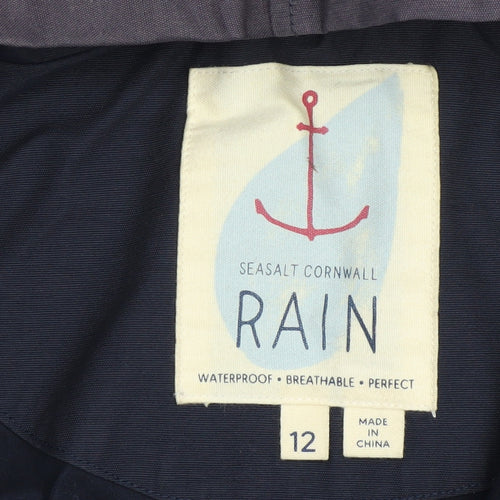 SEASALT CORNWALL
RAIN
WATERPROOF • BREATHABLE • PERFECT
12
MADE
IN
CHINA